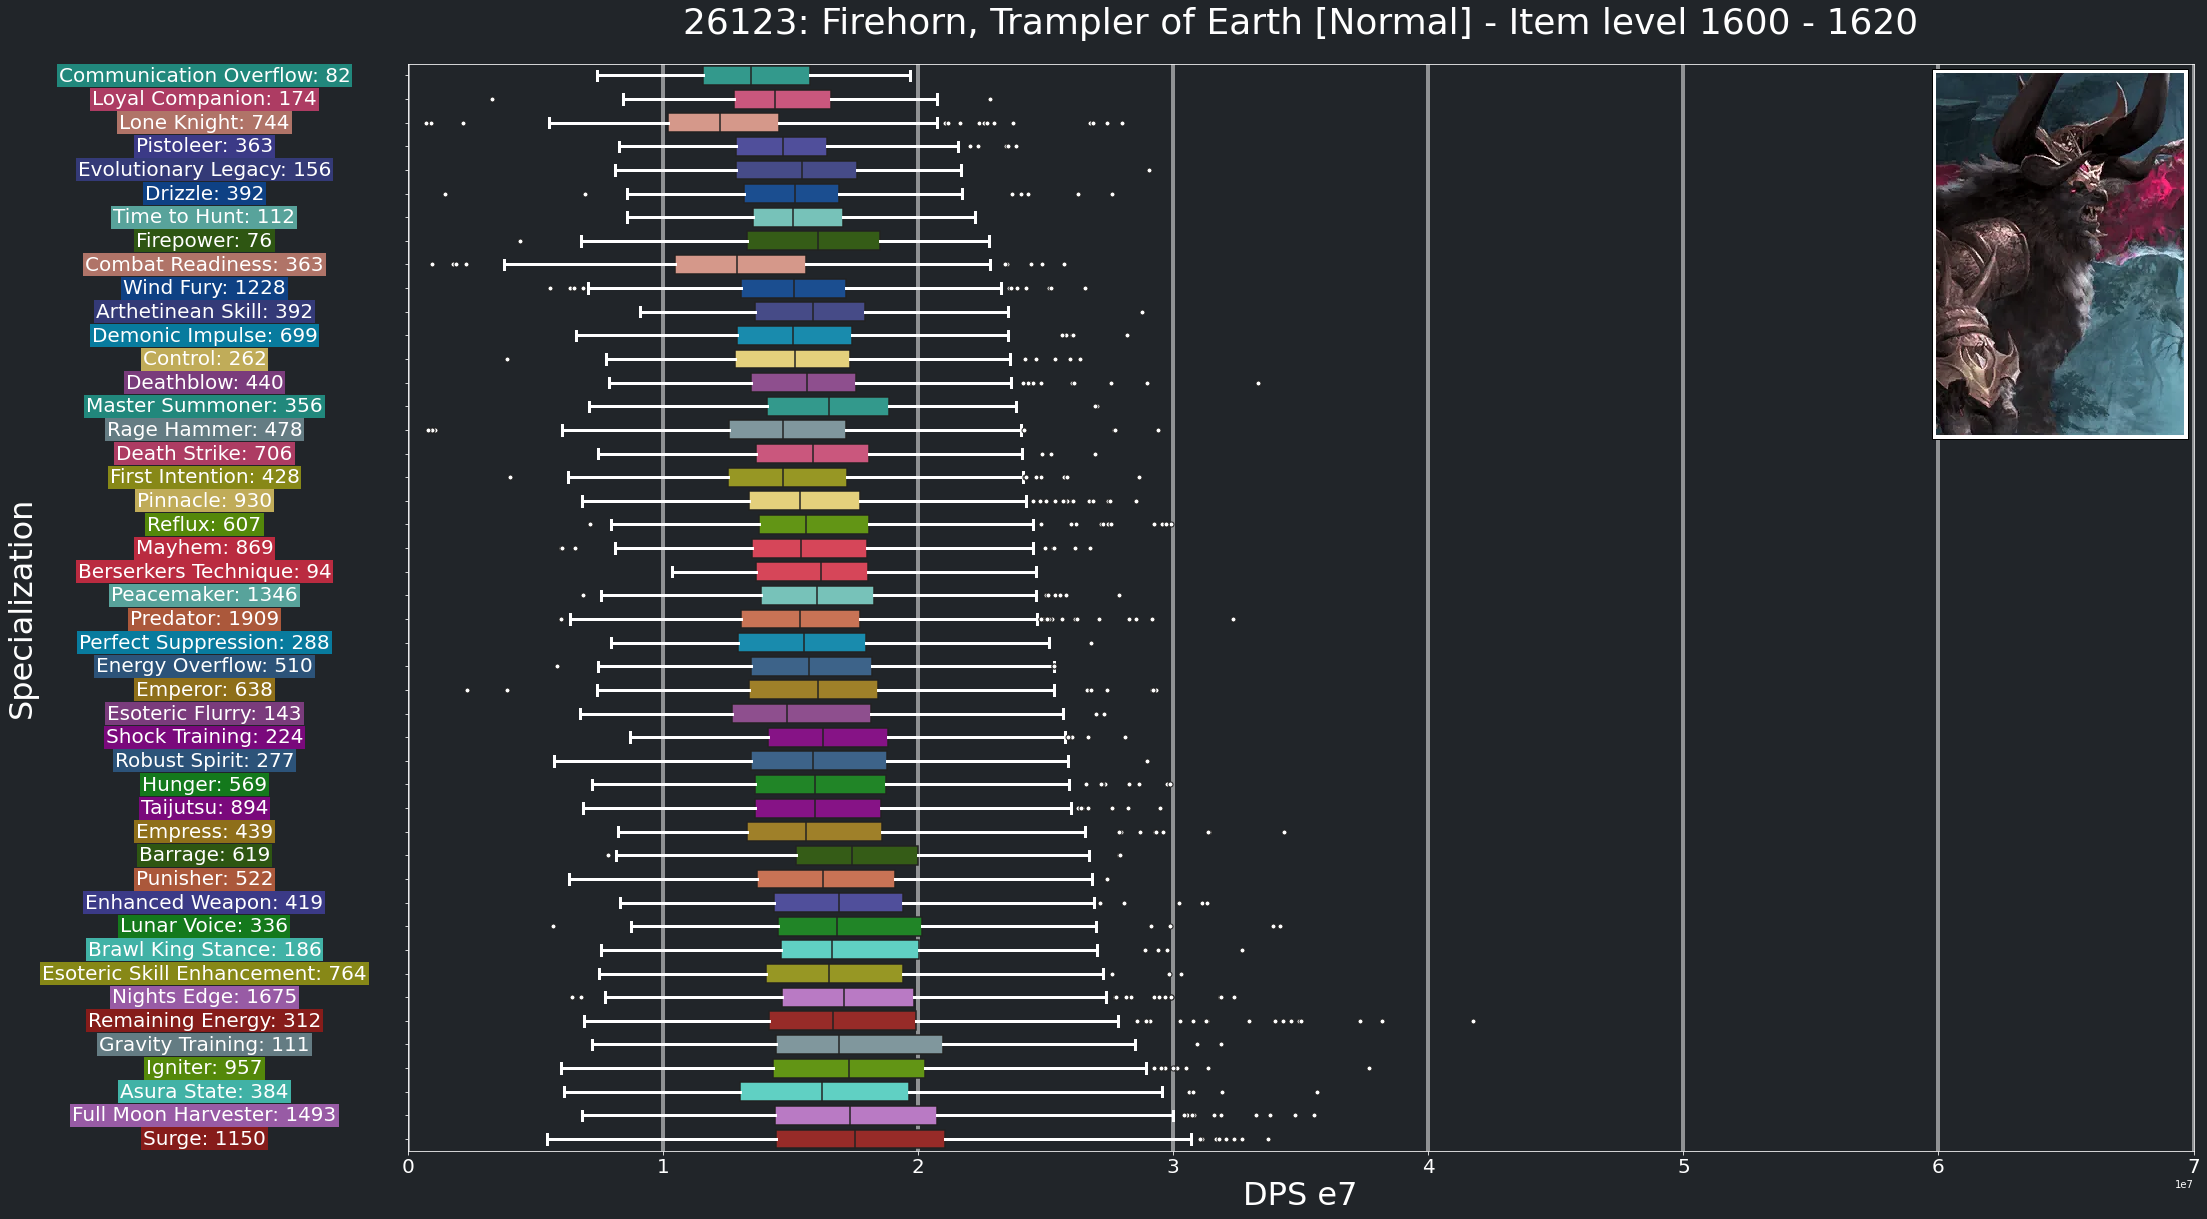 26123: Firehorn, Trampler of Earth [Normal] - Item level 1600 - 1620
Specialization
Communication Overflow: 82
Loyal Companion: 174
Lone Knight: 744
Pistoleer: 363
Evolutionary Legacy: 156
Drizzle: 392
Time to Hunt: 112
Firepower: 76
Combat Readiness: 363
Wind Fury: 1228
Arthetinean Skill: 392
Demonic Impulse: 699
Control: 262
Deathblow: 440
Master Summoner: 356
Rage Hammer: 478
Death Strike: 706
First Intention: 428
Pinnacle: 930
Reflux: 607
Mayhem: 869
Berserkers Technique: 94
Peacemaker: 1346
Predator: 1909
Perfect Suppression: 288
Energy Overflow: 510
Emperor: 638
Esoteric Flurry: 143
Shock Training: 224
Robust Spirit: 277
Hunger: 569
Taijutsu: 894
Empress: 439
Barrage: 619
Punisher: 522
Enhanced Weapon: 419
Lunar Voice: 336
Brawl King Stance: 186
Esoteric Skill Enhancement: 764
Nights Edge: 1675
Remaining Energy: 312
Gravity Training: 111
Igniter: 957
Asura State: 384
Full Moon Harvester: 1493
Surge: 1150
0 1 2 3 4 5 6 7
1e7
DPS e7